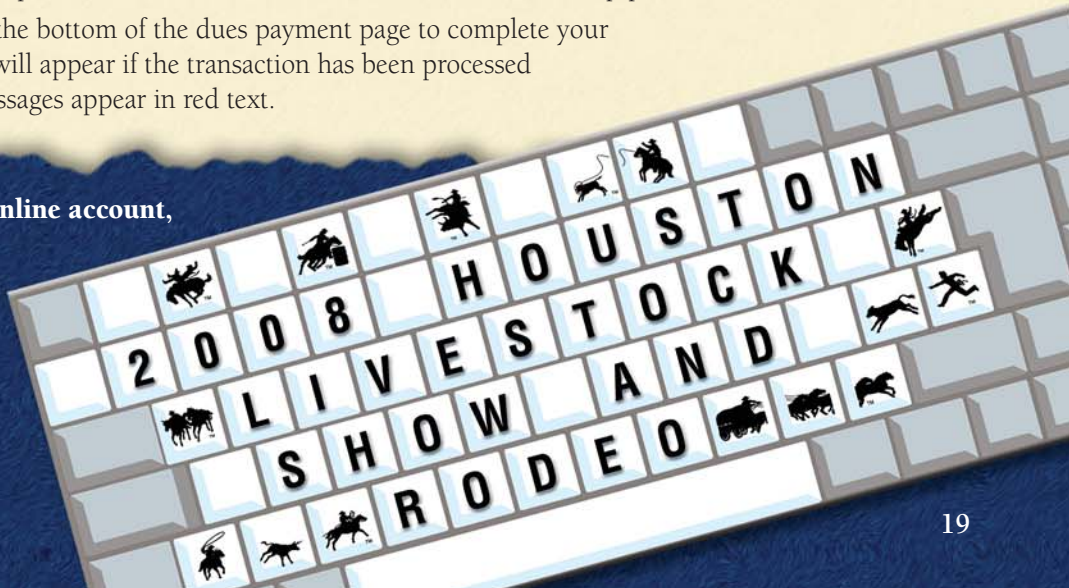 the bottom of the dues payment page to complete your
will appear if the transaction has been processed
ssages appear in red text.
nline account,
2008 HOUSTON
LIVESTOCK
SHOW AND
RODEO
19